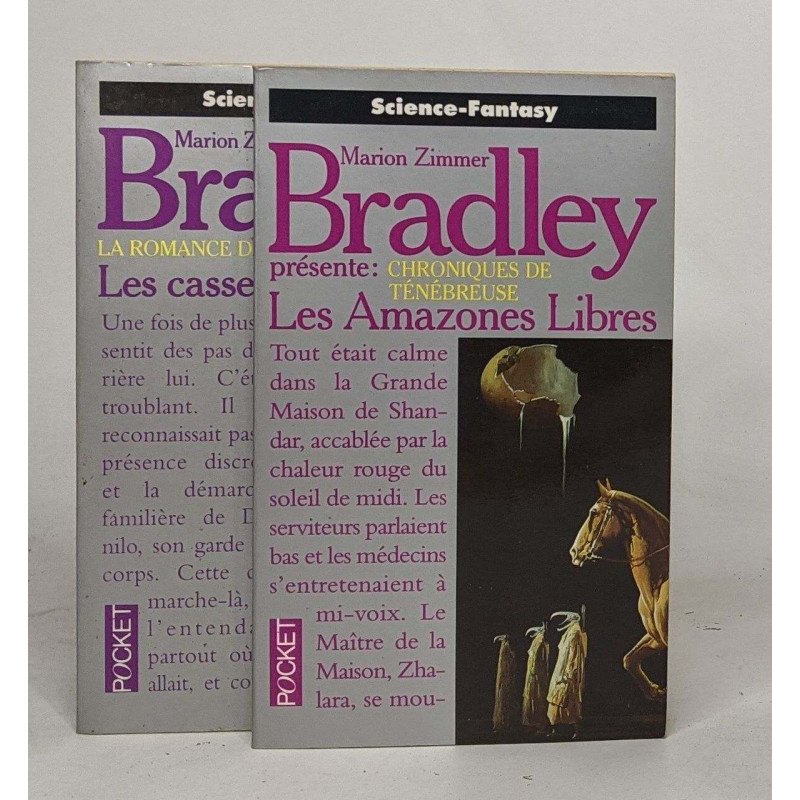 Scien
Marion Z
Bra
LA ROMANCE D
Les casse
Une fois de plus
sentit des pas d
rière lui. C'ét
troublant. Il
reconnaissait pas
présence discr
et la démarc
familière de D
nilo, son garde
corps. Cette d
marche-là,
l'entenda
partout où
allait, et co
POCKET
Science-Fantasy
Marion Zimmer
Bradley
présente: CHRONIQUES DE
TÉNÉBREUSE
Les Amazones Libres
Tout était calme
dans la Grande
Maison de Shan-
dar, accablée par la
chaleur rouge du
soleil de midi. Les
serviteurs parlaient
bas et les médecins
s'entretenaient à
mi-voix. Le
Maître de la
Maison, Zha-
lara, se mou-
POCKET